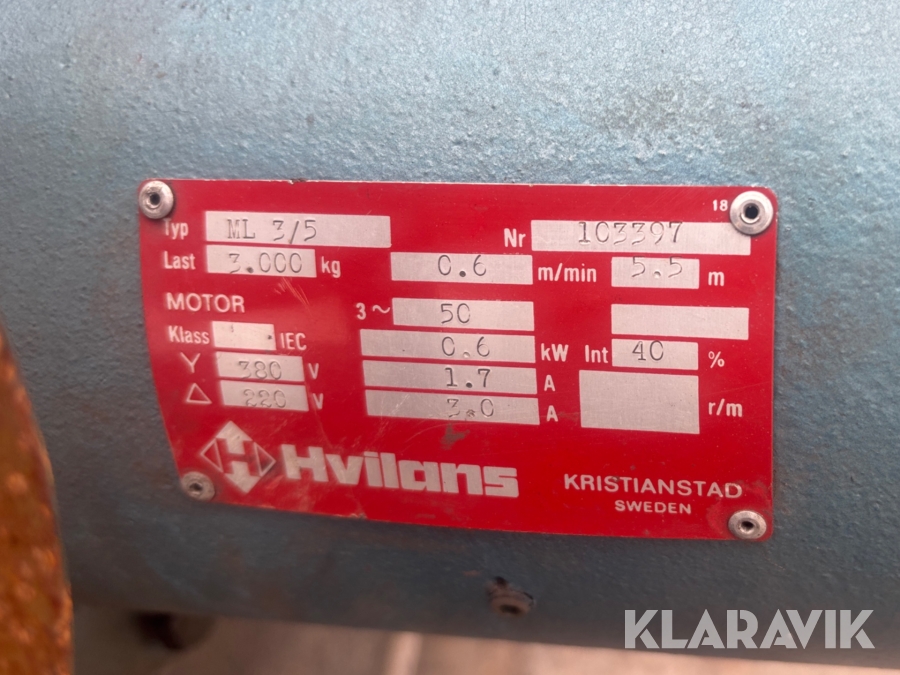 18
Typ ML 3/5 Nr 103397
Last 3.000 kg 0.6 m/min 5.5 m
MOTOR 3~ 50
Klass IEC 0.6 kW Int 40 %
Y 380 V 1.7 A r/m
△ 220 V 3.0 A
H Hvilans KRISTIANSTAD
SWEDEN
KLARAVIK